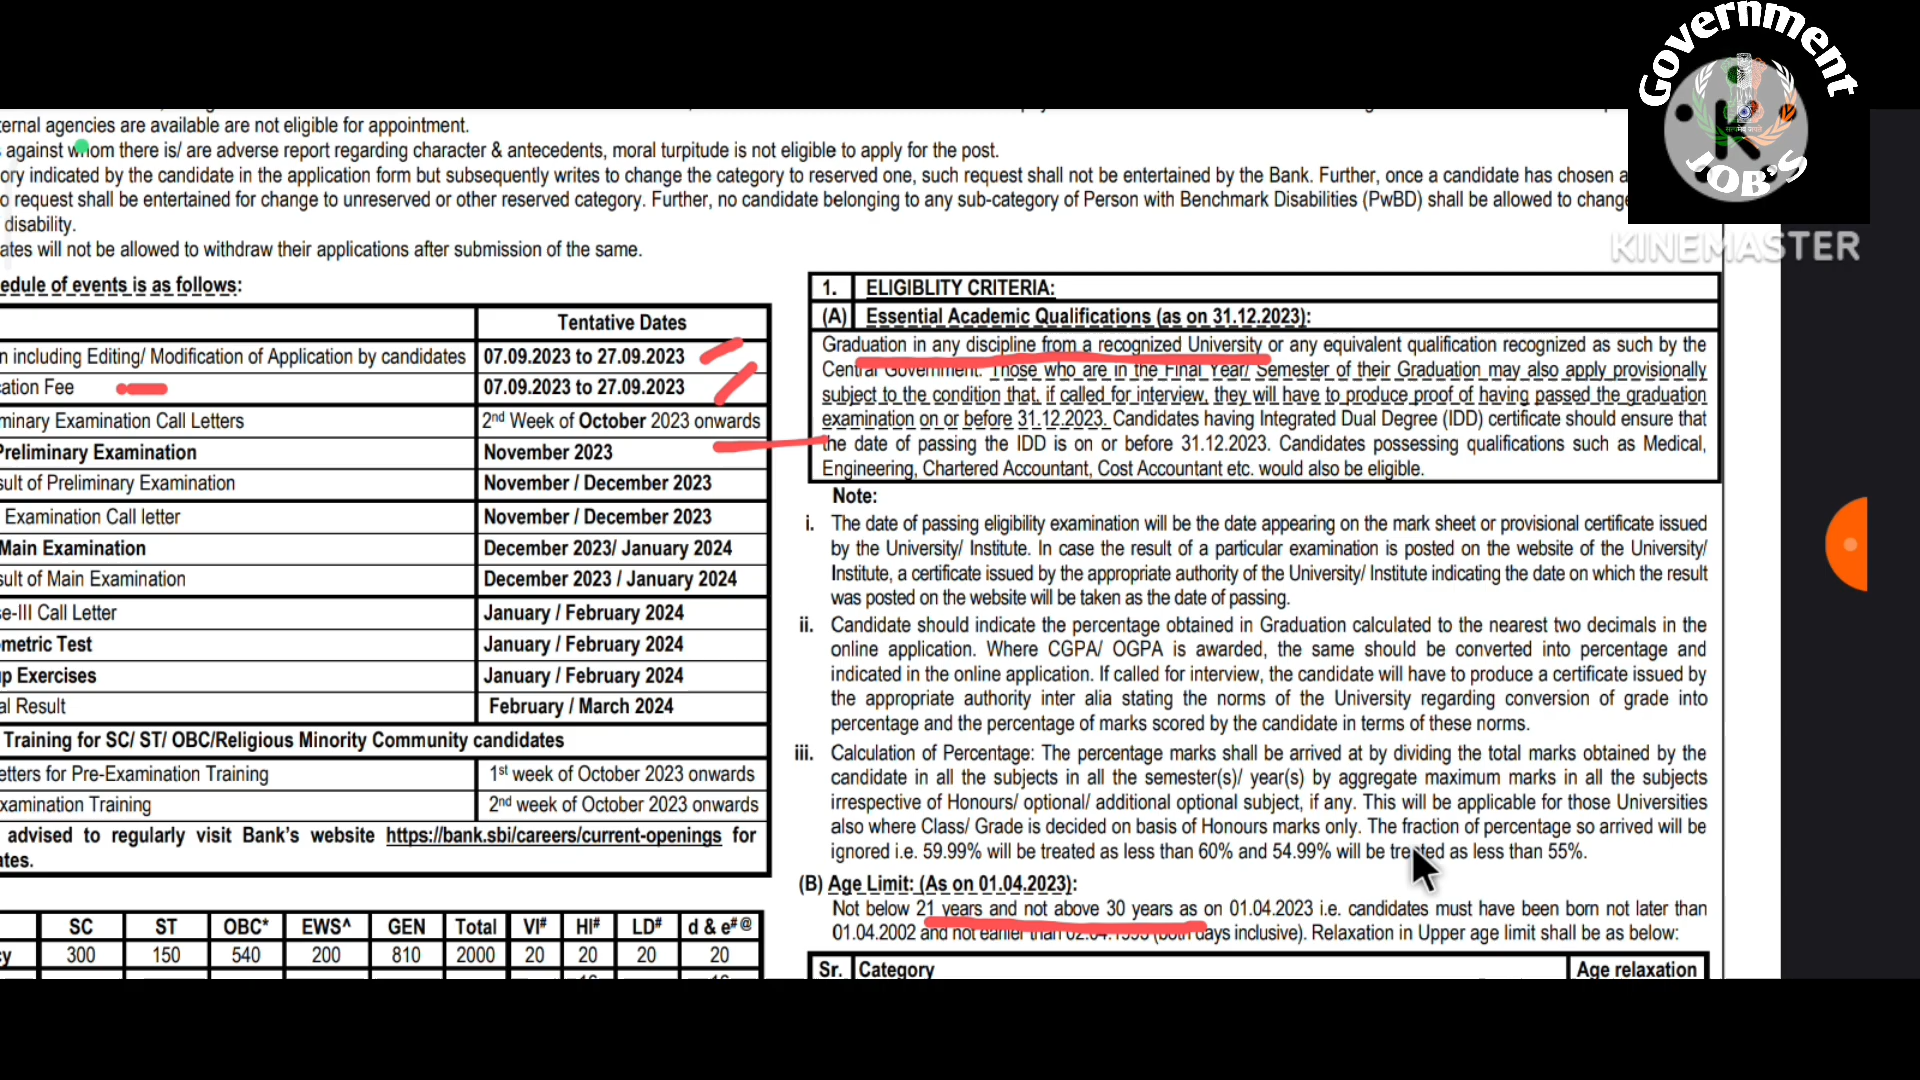 Government
JOB'S
KINEMASTER
ternal agencies are available are not eligible for appointment.
against whom there is/ are adverse report regarding character & antecedents, moral turpitude is not eligible to apply for the post.
ory indicated by the candidate in the application form but subsequently writes to change the category to reserved one, such request shall not be entertained by the Bank. Further, once a candidate has chosen a
o request shall be entertained for change to unreserved or other reserved category. Further, no candidate belonging to any sub-category of Person with Benchmark Disabilities (PwBD) shall be allowed to change
disability.
ates will not be allowed to withdraw their applications after submission of the same.
edule of events is as follows:
Tentative Dates
n including Editing/ Modification of Application by candidates 07.09.2023 to 27.09.2023
cation Fee 07.09.2023 to 27.09.2023
minary Examination Call Letters 2nd Week of October 2023 onwards
Preliminary Examination November 2023
sult of Preliminary Examination November / December 2023
Examination Call letter November / December 2023
Main Examination December 2023/ January 2024
sult of Main Examination December 2023 / January 2024
se-III Call Letter January / February 2024
ometric Test January / February 2024
up Exercises January / February 2024
al Result February / March 2024
Training for SC/ ST/ OBC/Religious Minority Community candidates
etters for Pre-Examination Training 1st week of October 2023 onwards
xamination Training 2nd week of October 2023 onwards
advised to regularly visit Bank's website https://bank.sbi/careers/current-openings for
ates.
SC ST OBC* EWS^ GEN Total VI# HI# LD# d & e#@
cy 300 150 540 200 810 2000 20 20 20 20
1. ELIGIBLITY CRITERIA:
(A) Essential Academic Qualifications (as on 31.12.2023):
Graduation in any discipline from a recognized University or any equivalent qualification recognized as such by the
Central Government. Those who are in the Final Year/ Semester of their Graduation may also apply provisionally
subject to the condition that, if called for interview, they will have to produce proof of having passed the graduation
examination on or before 31.12.2023. Candidates having Integrated Dual Degree (IDD) certificate should ensure that
the date of passing the IDD is on or before 31.12.2023. Candidates possessing qualifications such as Medical,
Engineering, Chartered Accountant, Cost Accountant etc. would also be eligible.
Note:
i. The date of passing eligibility examination will be the date appearing on the mark sheet or provisional certificate issued
by the University/ Institute. In case the result of a particular examination is posted on the website of the University/
Institute, a certificate issued by the appropriate authority of the University/ Institute indicating the date on which the result
was posted on the website will be taken as the date of passing.
ii. Candidate should indicate the percentage obtained in Graduation calculated to the nearest two decimals in the
online application. Where CGPA/ OGPA is awarded, the same should be converted into percentage and
indicated in the online application. If called for interview, the candidate will have to produce a certificate issued by
the appropriate authority inter alia stating the norms of the University regarding conversion of grade into
percentage and the percentage of marks scored by the candidate in terms of these norms.
iii. Calculation of Percentage: The percentage marks shall be arrived at by dividing the total marks obtained by the
candidate in all the subjects in all the semester(s)/ year(s) by aggregate maximum marks in all the subjects
irrespective of Honours/ optional/ additional optional subject, if any. This will be applicable for those Universities
also where Class/ Grade is decided on basis of Honours marks only. The fraction of percentage so arrived will be
ignored i.e. 59.99% will be treated as less than 60% and 54.99% will be treated as less than 55%.
(B) Age Limit: (As on 01.04.2023):
Not below 21 years and not above 30 years as on 01.04.2023 i.e. candidates must have been born not later than
01.04.2002 and not earlier than 02.04.1993 (both days inclusive). Relaxation in Upper age limit shall be as below:
Sr. Category Age relaxation